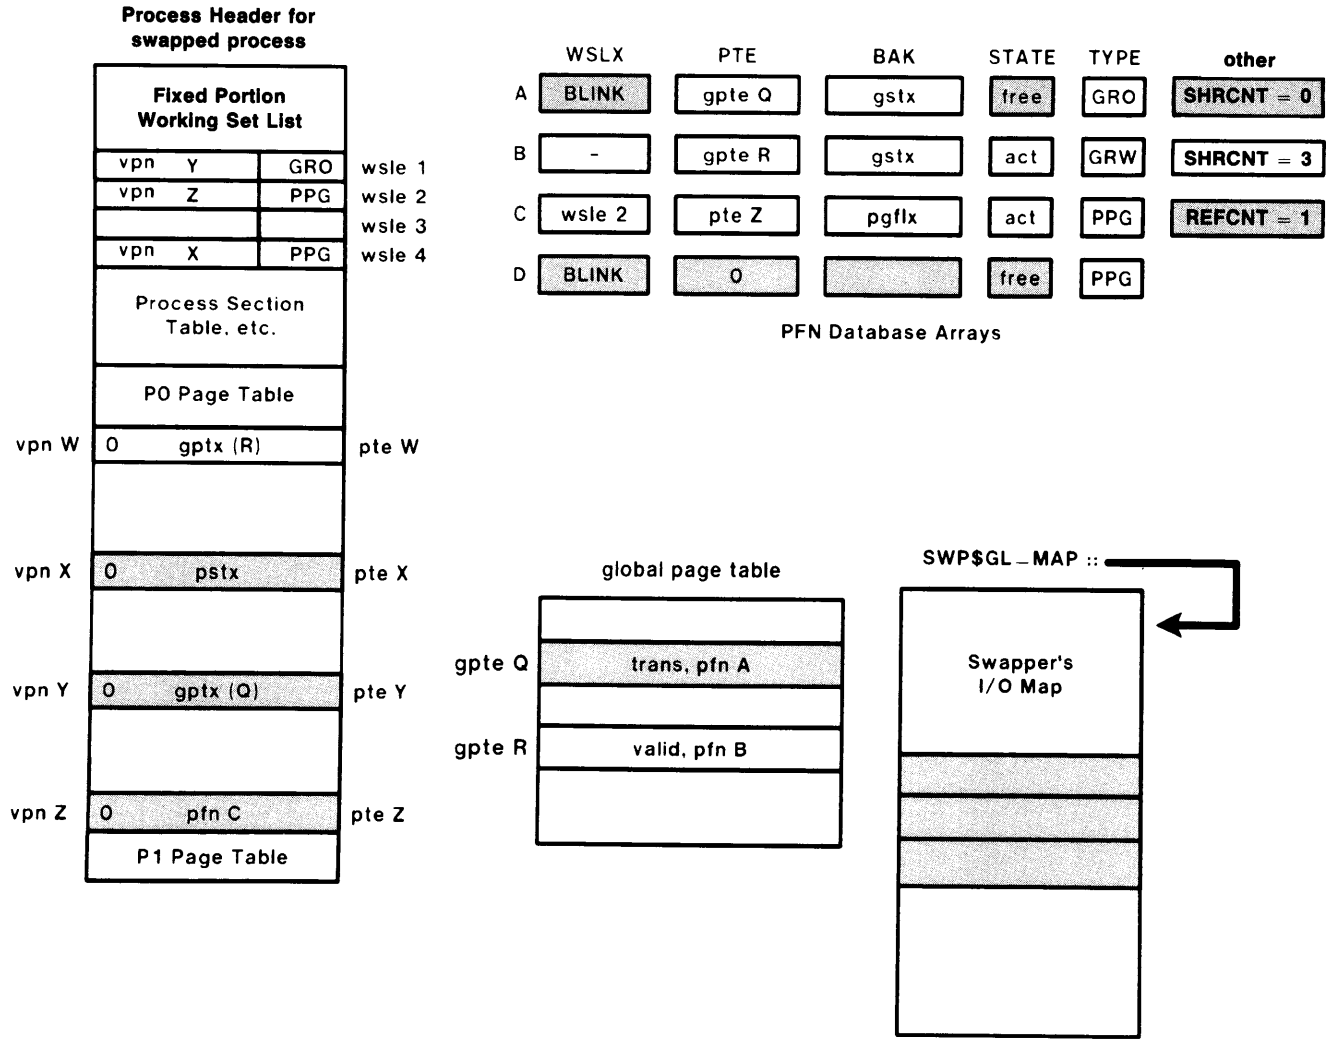 Process Header for
swapped process
Fixed Portion
Working Set List
vpn Y GRO wsle 1
vpn Z PPG wsle 2
wsle 3
vpn X PPG wsle 4
Process Section
Table, etc.
P0 Page Table
vpn W 0 gptx (R) pte W
vpn X 0 pstx pte X
vpn Y 0 gptx (Q) pte Y
vpn Z 0 pfn C pte Z
P1 Page Table
WSLX PTE BAK STATE TYPE other
A BLINK gpte Q gstx free GRO SHRCNT = 0
B - gpte R gstx act GRW SHRCNT = 3
C wsle 2 pte Z pgflx act PPG REFCNT = 1
D BLINK 0 free PPG
PFN Database Arrays
global page table
gpte Q trans, pfn A
gpte R valid, pfn B
SWP$GL_MAP ::
Swapper's
I/O Map